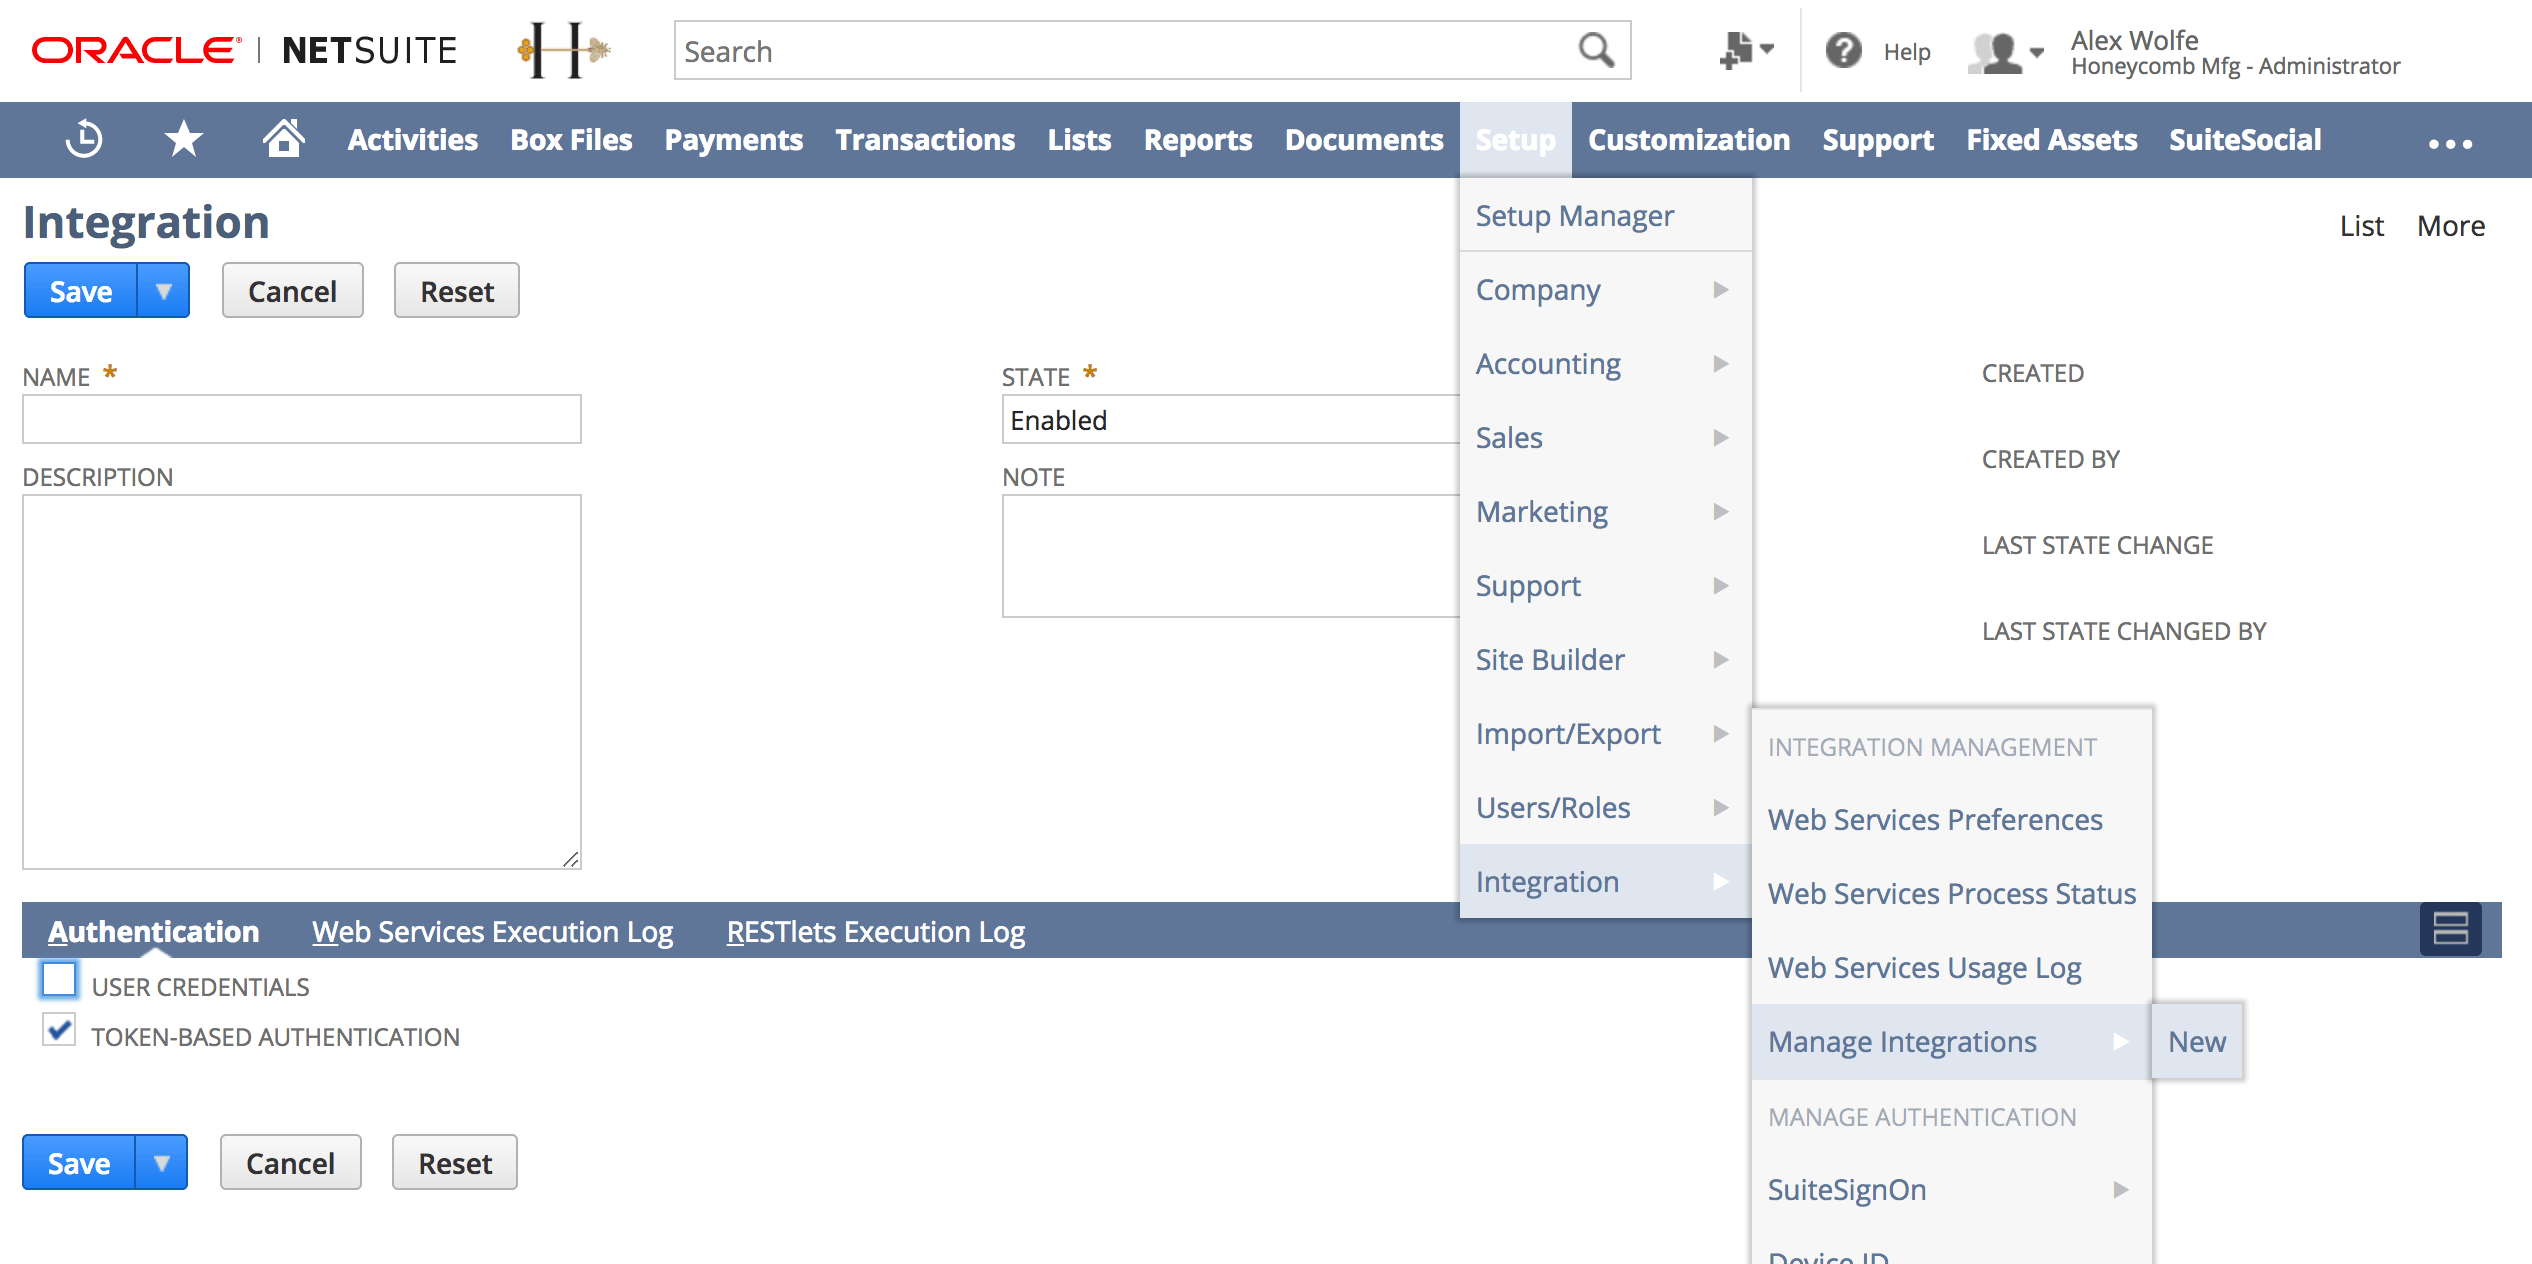 ORACLE | NETSUITE
H
Search
Help
Alex Wolfe
Honeycomb Mfg - Administrator
Activities Box Files Payments Transactions Lists Reports Documents Setup Customization Support Fixed Assets SuiteSocial
Integration
List More
Save Cancel Reset
NAME *
DESCRIPTION
STATE *
Enabled
NOTE
CREATED
CREATED BY
LAST STATE CHANGE
LAST STATE CHANGED BY
Setup Manager
Company
Accounting
Sales
Marketing
Support
Site Builder
Import/Export
Users/Roles
Integration
INTEGRATION MANAGEMENT
Web Services Preferences
Web Services Process Status
Web Services Usage Log
Manage Integrations
New
MANAGE AUTHENTICATION
SuiteSignOn
Device ID
Authentication Web Services Execution Log RESTlets Execution Log
USER CREDENTIALS
TOKEN-BASED AUTHENTICATION
Save Cancel Reset